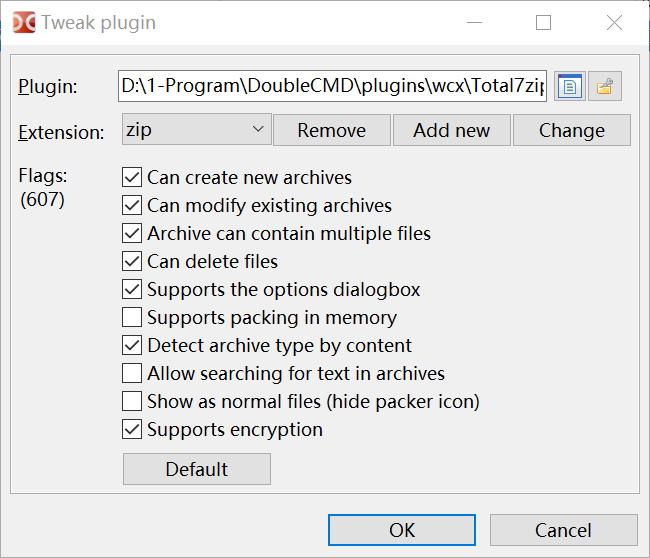 Tweak plugin
Plugin: D:\1-Program\DoubleCMD\plugins\wcx\Total7zip
Extension: zip Remove Add new Change
Flags:
(607)
Can create new archives
Can modify existing archives
Archive can contain multiple files
Can delete files
Supports the options dialogbox
Supports packing in memory
Detect archive type by content
Allow searching for text in archives
Show as normal files (hide packer icon)
Supports encryption
Default
OK Cancel